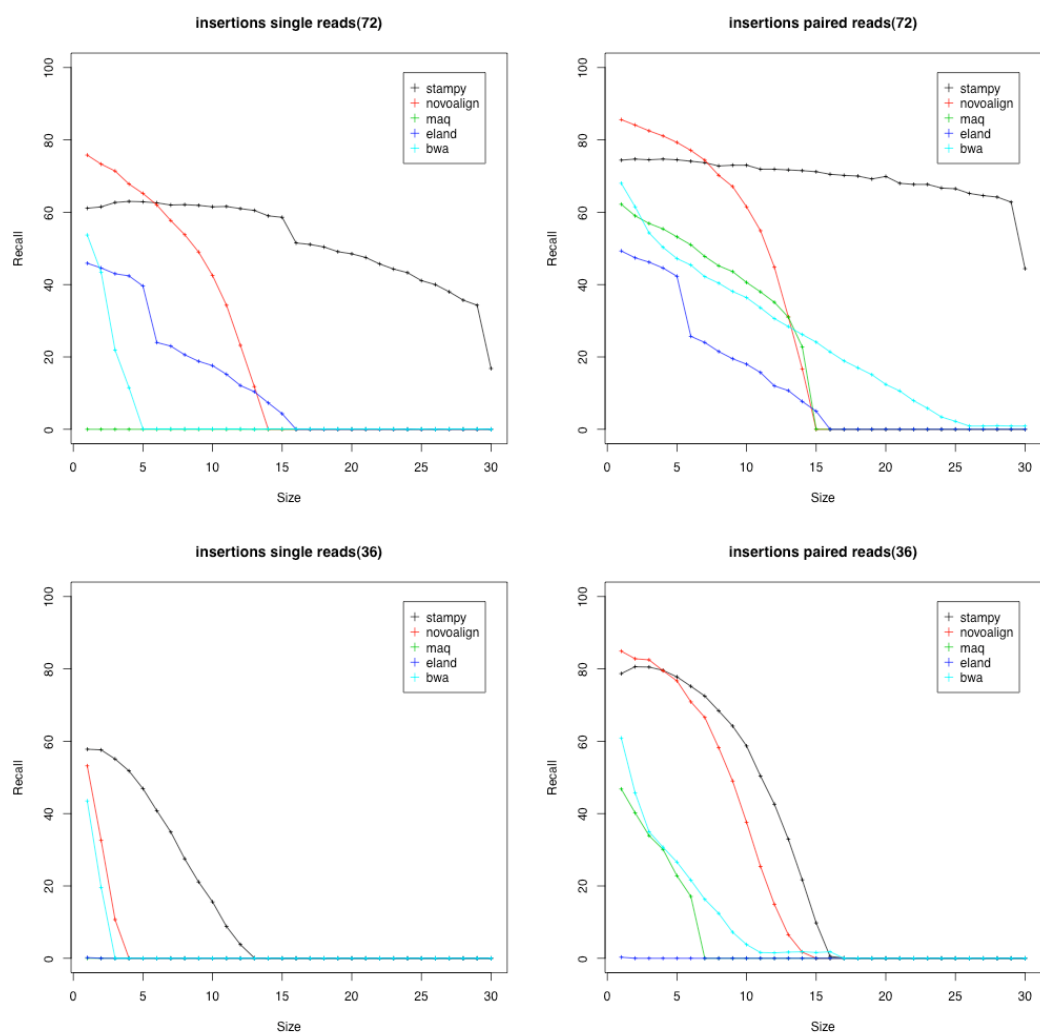 insertions single reads(72)
100
80
60
40
20
0
Recall
stampy
novoalign
maq
eland
bwa
0 5 10 15 20 25 30
Size
insertions paired reads(72)
100
80
60
40
20
0
Recall
stampy
novoalign
maq
eland
bwa
0 5 10 15 20 25 30
Size
insertions single reads(36)
100
80
60
40
20
0
Recall
stampy
novoalign
maq
eland
bwa
0 5 10 15 20 25 30
Size
insertions paired reads(36)
100
80
60
40
20
0
Recall
stampy
novoalign
maq
eland
bwa
0 5 10 15 20 25 30
Size